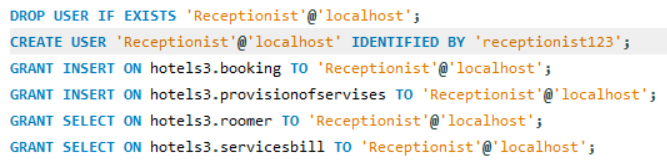 DROP USER IF EXISTS 'Receptionist'@'localhost';
CREATE USER 'Receptionist'@'localhost' IDENTIFIED BY 'receptionist123';
GRANT INSERT ON hotels3.booking TO 'Receptionist'@'localhost';
GRANT INSERT ON hotels3.provisionofservises TO 'Receptionist'@'localhost';
GRANT SELECT ON hotels3.roomer TO 'Receptionist'@'localhost';
GRANT SELECT ON hotels3.servicesbill TO 'Receptionist'@'localhost';